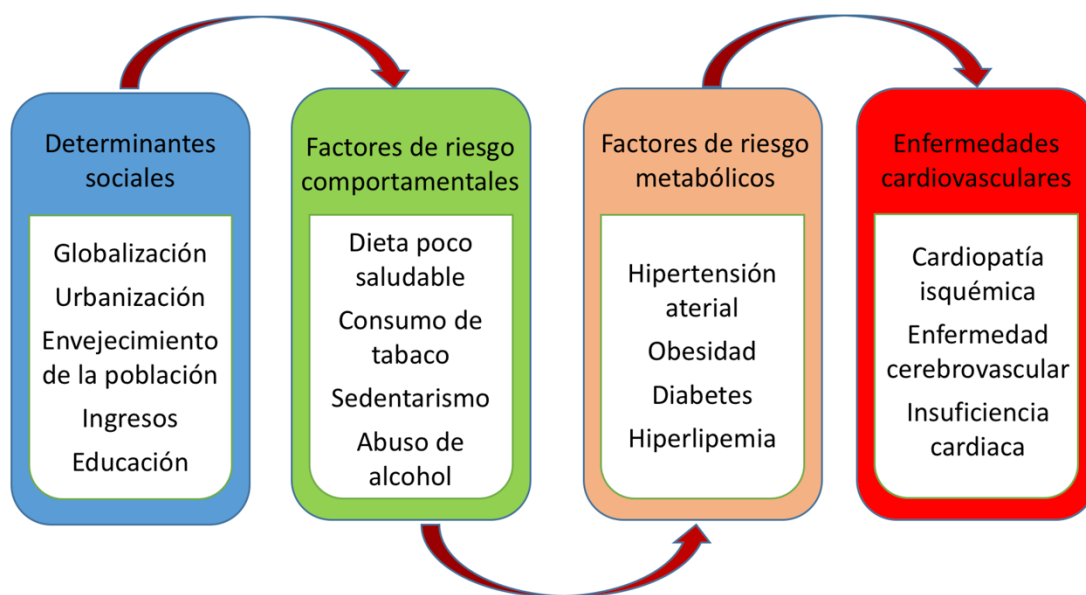 Determinantes
sociales
Globalización
Urbanización
Envejecimiento
de la población
Ingresos
Educación
Factores de riesgo
comportamentales
Dieta poco
saludable
Consumo de
tabaco
Sedentarismo
Abuso de
alcohol
Factores de riesgo
metabólicos
Hipertensión
aterial
Obesidad
Diabetes
Hiperlipemia
Enfermedades
cardiovasculares
Cardiopatía
isquémica
Enfermedad
cerebrovascular
Insuficiencia
cardiaca